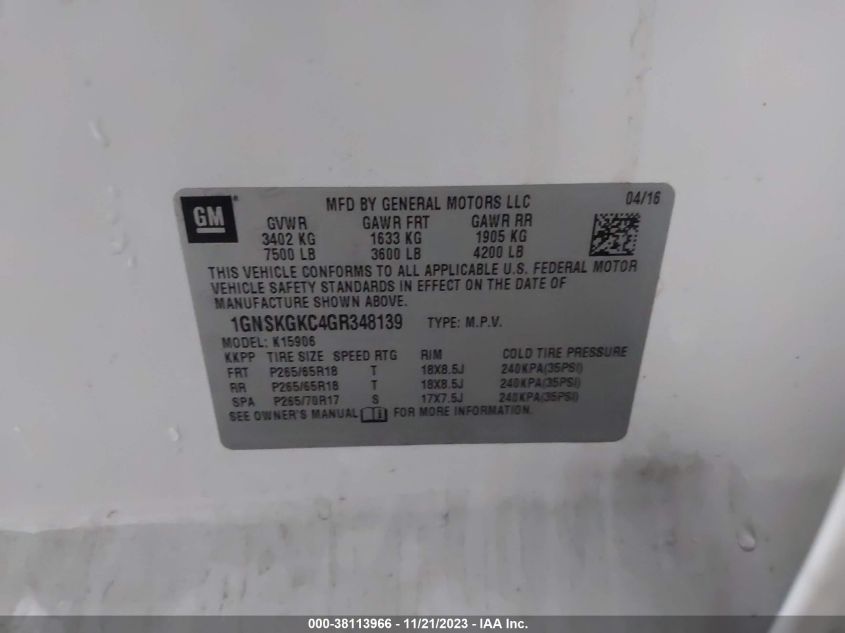 GM
MFD BY GENERAL MOTORS LLC 04/16
GVWR GAWR FRT GAWR RR
3402 KG 1633 KG 1905 KG
7500 LB 3600 LB 4200 LB
THIS VEHICLE CONFORMS TO ALL APPLICABLE U.S. FEDERAL MOTOR
VEHICLE SAFETY STANDARDS IN EFFECT ON THE DATE OF
MANUFACTURE SHOWN ABOVE.
1GNSKGKC4GR348139 TYPE: M.P.V.
MODEL: K15906
KKPP TIRE SIZE SPEED RTG RIM COLD TIRE PRESSURE
FRT P265/65R18 T 18X8.5J 240KPA(35PSI)
RR P265/65R18 T 18X8.5J 240KPA(35PSI)
SPA P265/70R17 S 17X7.5J 240KPA(35PSI)
SEE OWNER'S MANUAL FOR MORE INFORMATION.
000-38113966 - 11/21/2023 - IAA Inc.